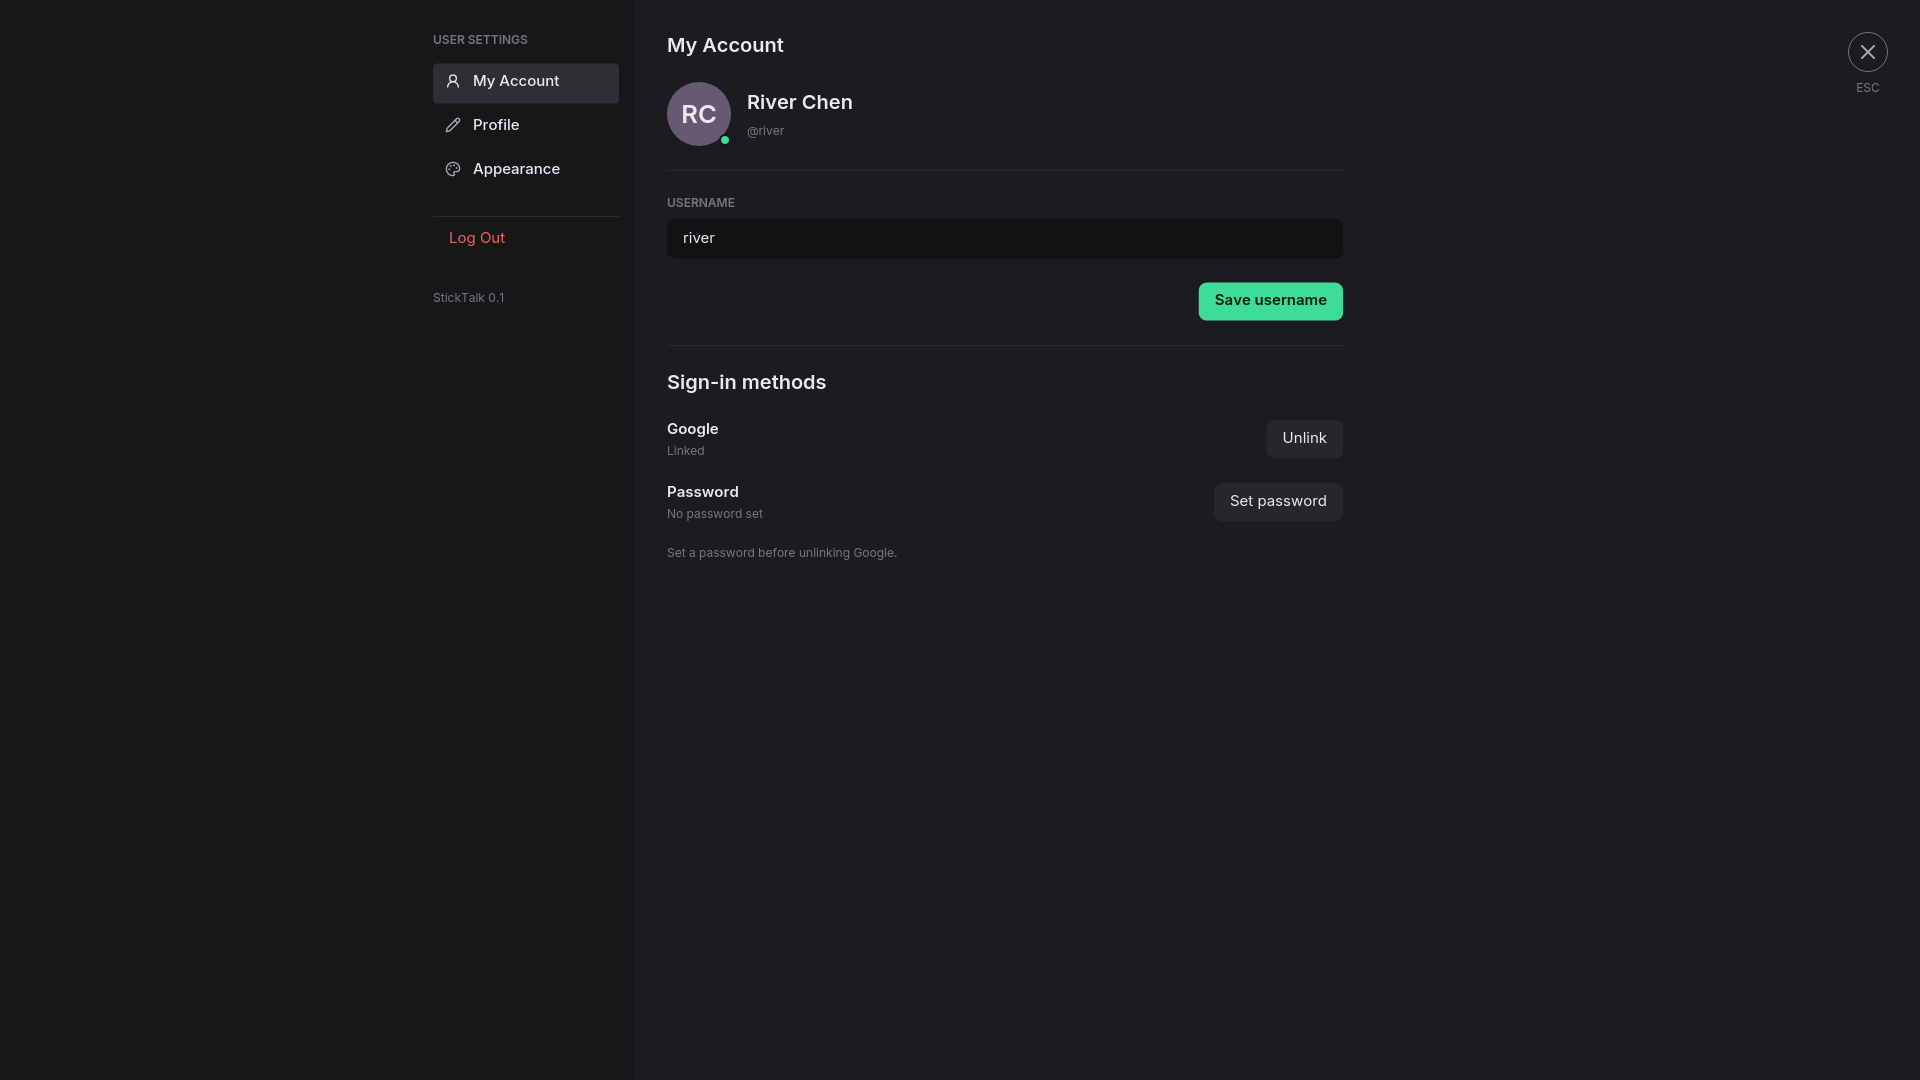 USER SETTINGS
My Account
Profile
Appearance
Log Out
StickTalk 0.1
My Account
RC
River Chen
@river
USERNAME
river
Save username
Sign-in methods
Google
Linked
Unlink
Password
No password set
Set password
Set a password before unlinking Google.
ESC